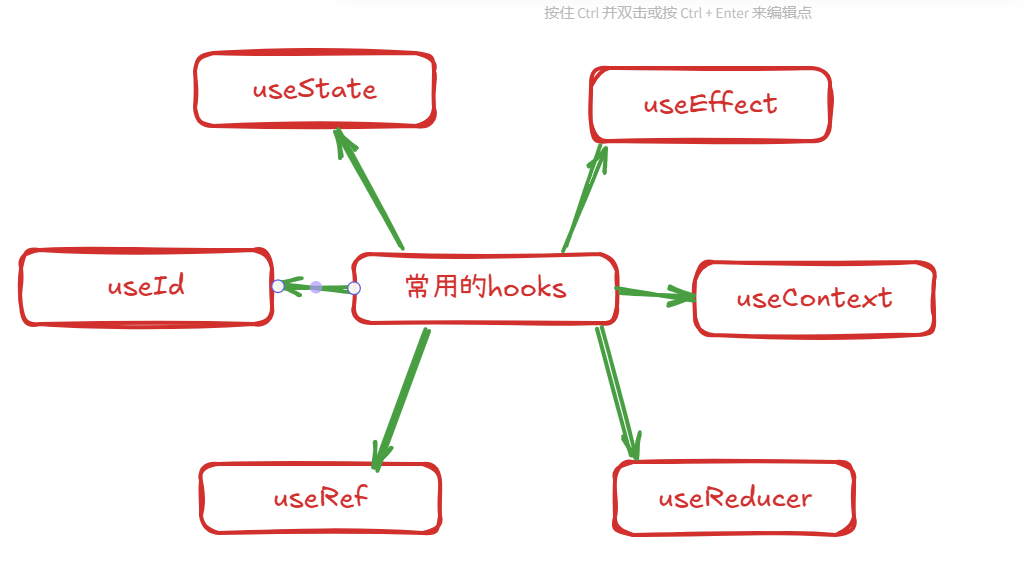 按住 Ctrl 并双击或按 Ctrl + Enter 来编辑点
useState
useEffect
useId
常用的hooks
useContext
useRef
useReducer